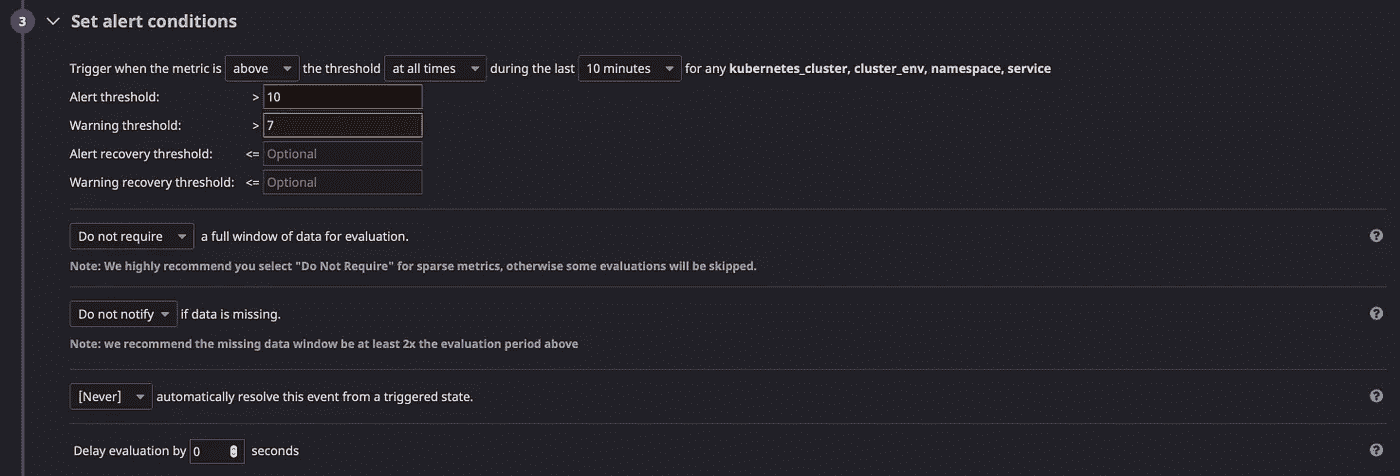 3 Set alert conditions
Trigger when the metric is above the threshold at all times during the last 10 minutes for any kubernetes_cluster, cluster_env, namespace, service
Alert threshold: > 10
Warning threshold: > 7
Alert recovery threshold: <= Optional
Warning recovery threshold: <= Optional
Do not require a full window of data for evaluation. ?
Note: We highly recommend you select "Do Not Require" for sparse metrics, otherwise some evaluations will be skipped.
Do not notify if data is missing. ?
Note: we recommend the missing data window be at least 2x the evaluation period above
[Never] automatically resolve this event from a triggered state. ?
Delay evaluation by 0 seconds ?